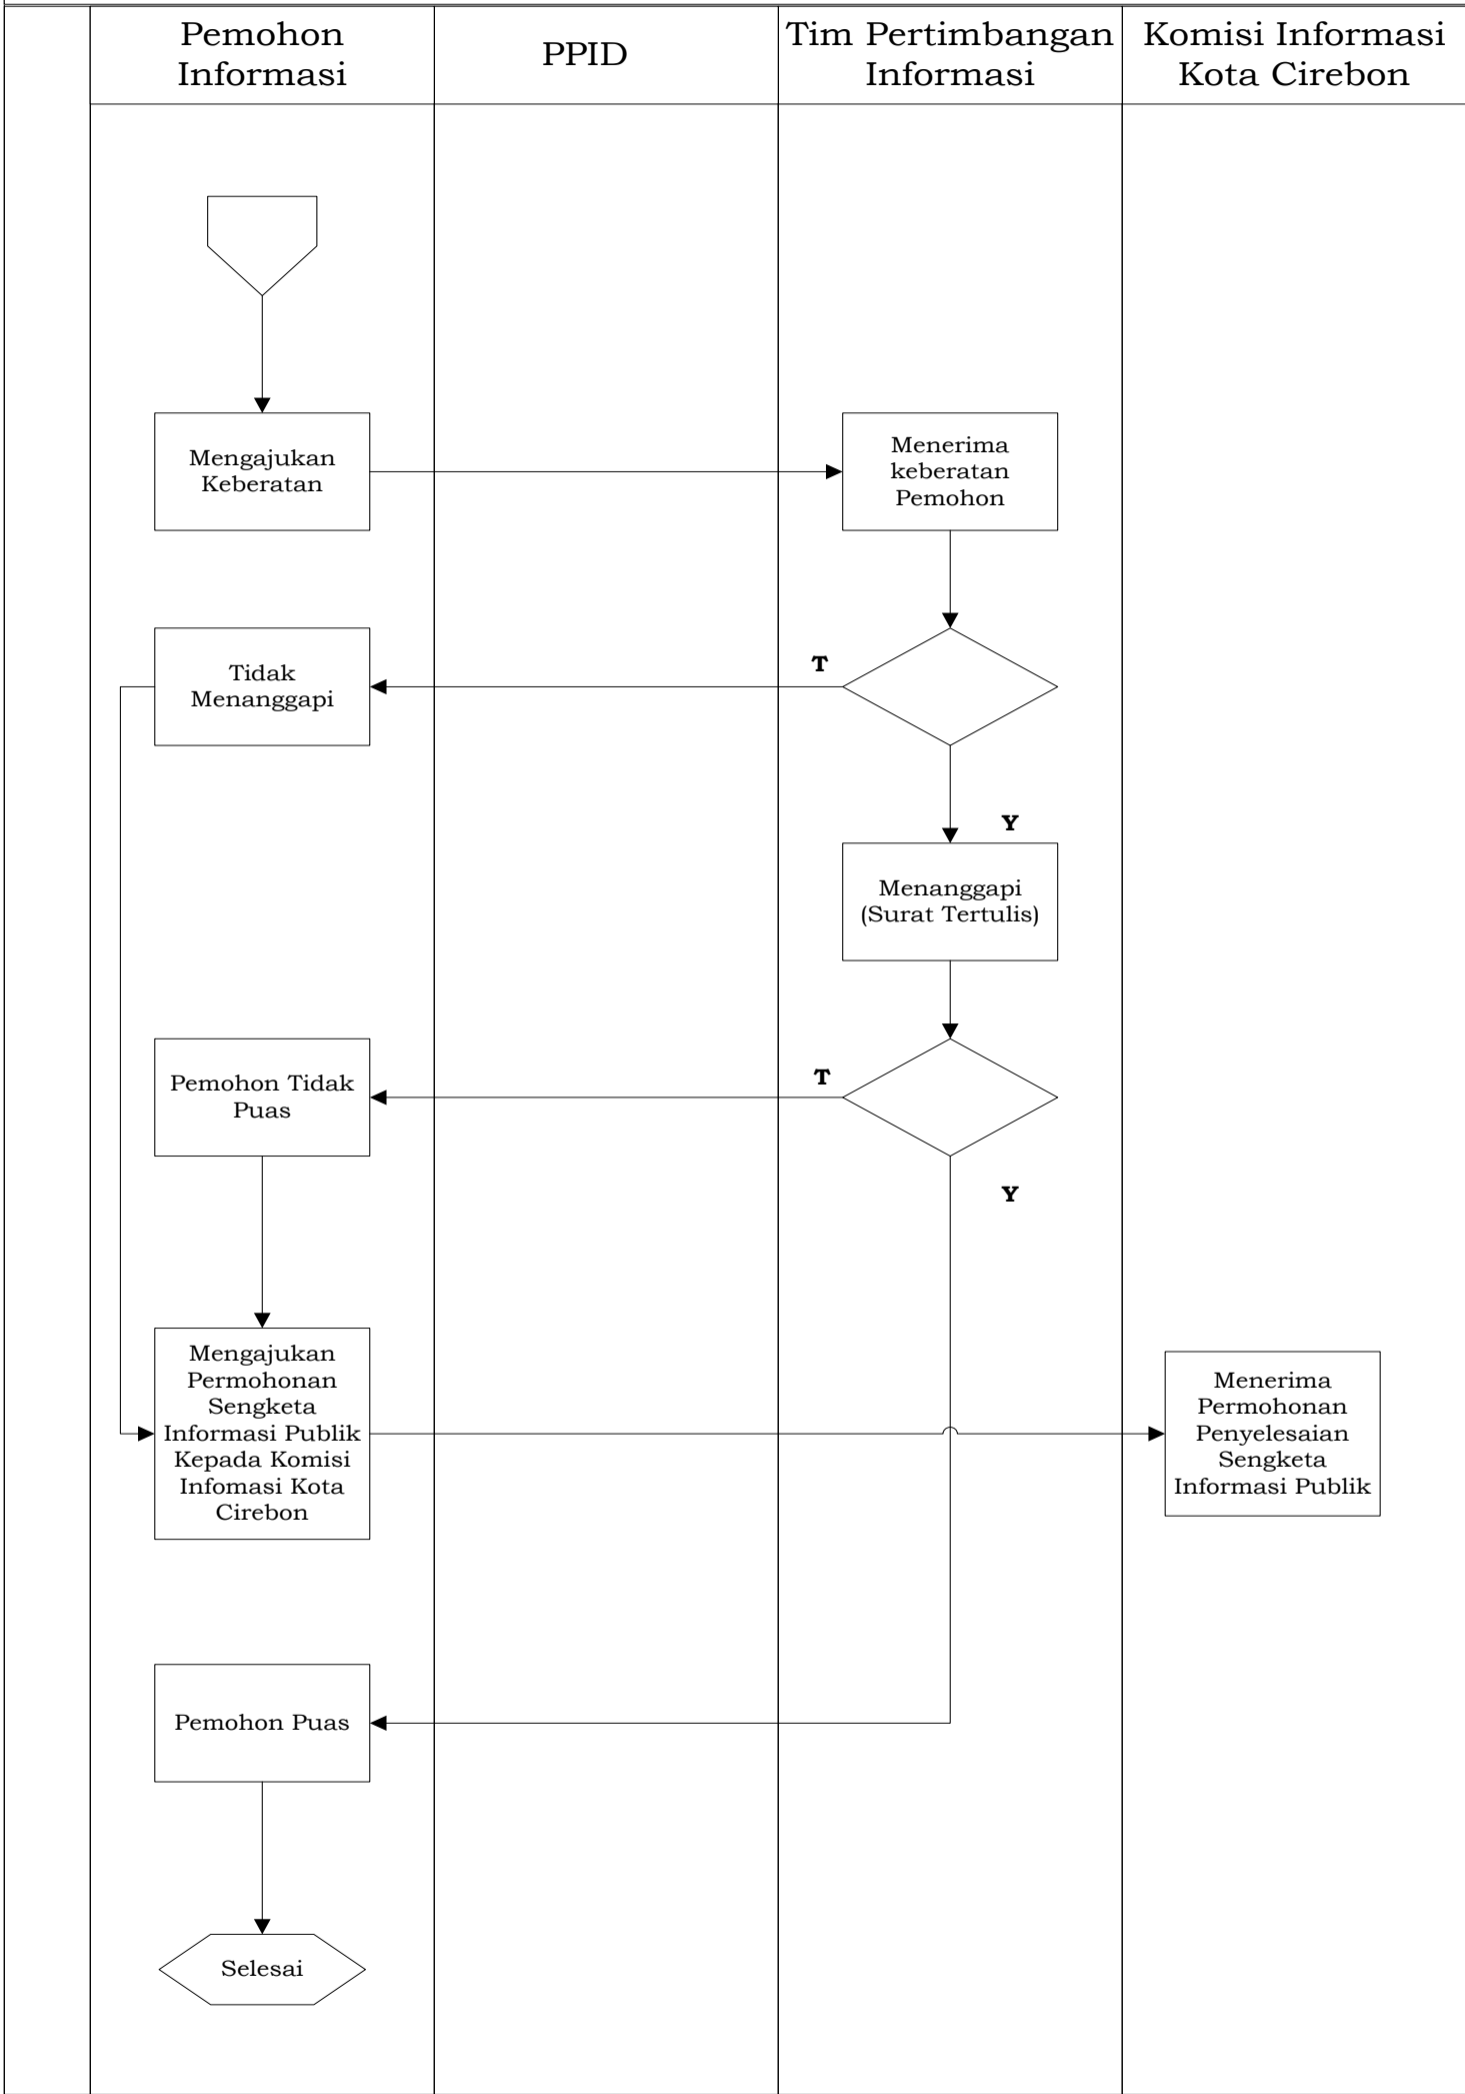 Pemohon
Informasi
PPID
Tim Pertimbangan
Informasi
Komisi Informasi
Kota Cirebon
Mengajukan
Keberatan
Menerima
keberatan
Pemohon
Tidak
Menanggapi
T
Y
Menanggapi
(Surat Tertulis)
Pemohon Tidak
Puas
T
Y
Mengajukan
Permohonan
Sengketa
Informasi Publik
Kepada Komisi
Infomasi Kota
Cirebon
Menerima
Permohonan
Penyelesaian
Sengketa
Informasi Publik
Pemohon Puas
Selesai